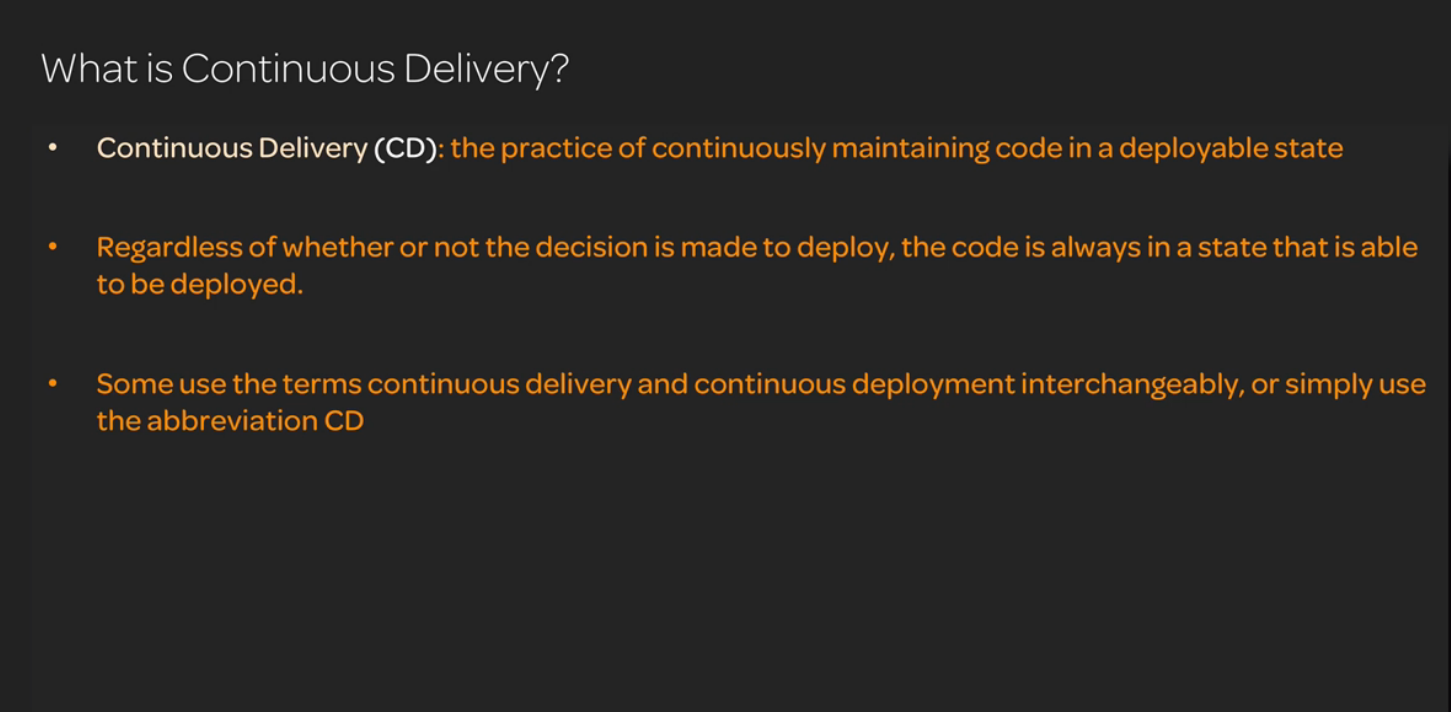 What is Continuous Delivery?
• Continuous Delivery (CD): the practice of continuously maintaining code in a deployable state
• Regardless of whether or not the decision is made to deploy, the code is always in a state that is able
to be deployed.
• Some use the terms continuous delivery and continuous deployment interchangeably, or simply use
the abbreviation CD